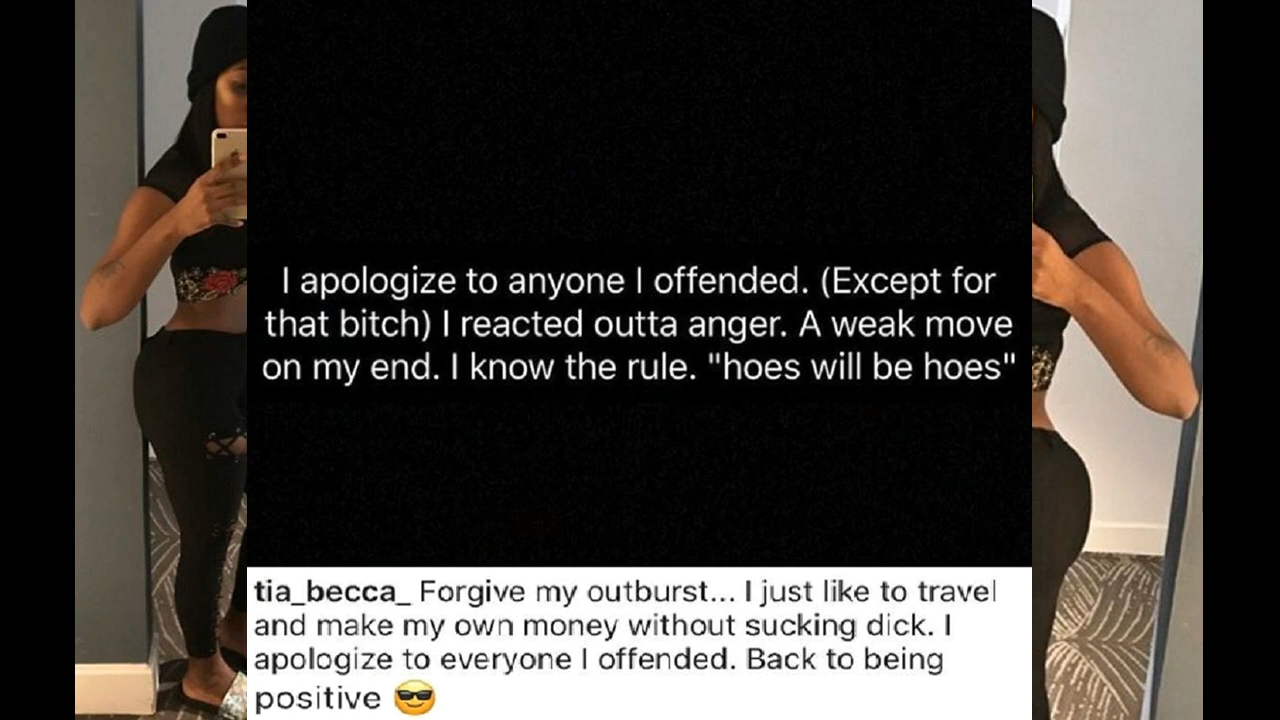 I apologize to anyone I offended. (Except for
that bitch) I reacted outta anger. A weak move
on my end. I know the rule. "hoes will be hoes"
tia_becca_ Forgive my outburst... I just like to travel
and make my own money without sucking dick. I
apologize to everyone I offended. Back to being
positive 😎